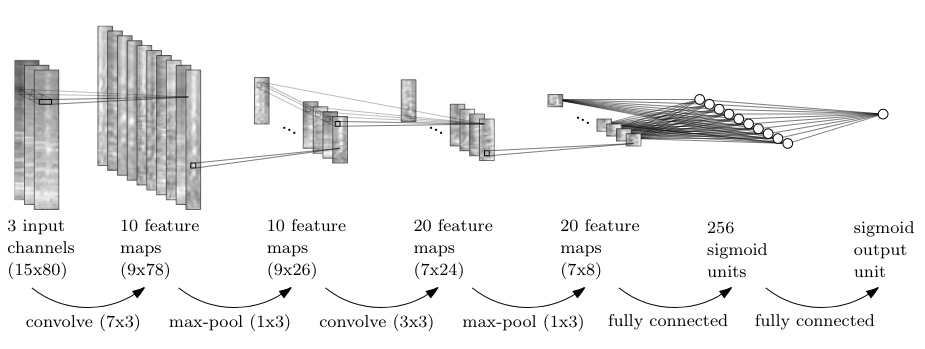 3 input
channels
(15x80)
10 feature
maps
(9x78)
10 feature
maps
(9x26)
20 feature
maps
(7x24)
20 feature
maps
(7x8)
256
sigmoid
units
sigmoid
output
unit
convolve (7x3)
max-pool (1x3)
convolve (3x3)
max-pool (1x3)
fully connected
fully connected